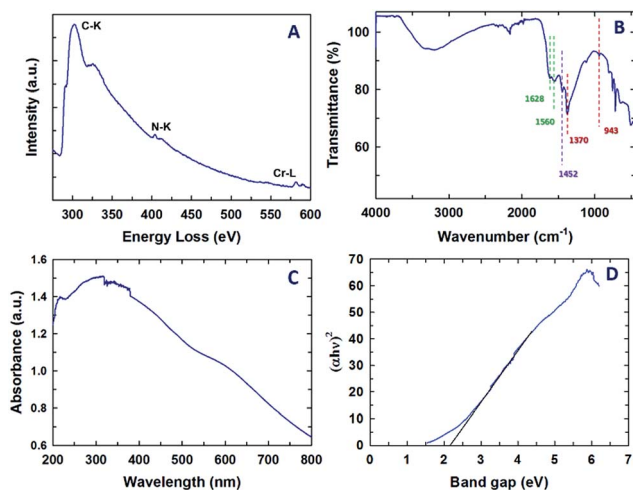 A
C-K
N-K
Cr-L
Intensity (a.u.)
300 350 400 450 500 550 600
Energy Loss (eV)
B
100
80
60
Transmittance (%)
1628
1560
1452
1370
943
4000 3000 2000 1000
Wavenumber (cm-1)
C
1.6
1.4
1.2
1.0
0.8
0.6
Absorbance (a.u.)
200 300 400 500 600 700 800
Wavelength (nm)
D
70
60
50
40
30
20
10
0
(αhν)2
0 1 2 3 4 5 6 7
Band gap (eV)